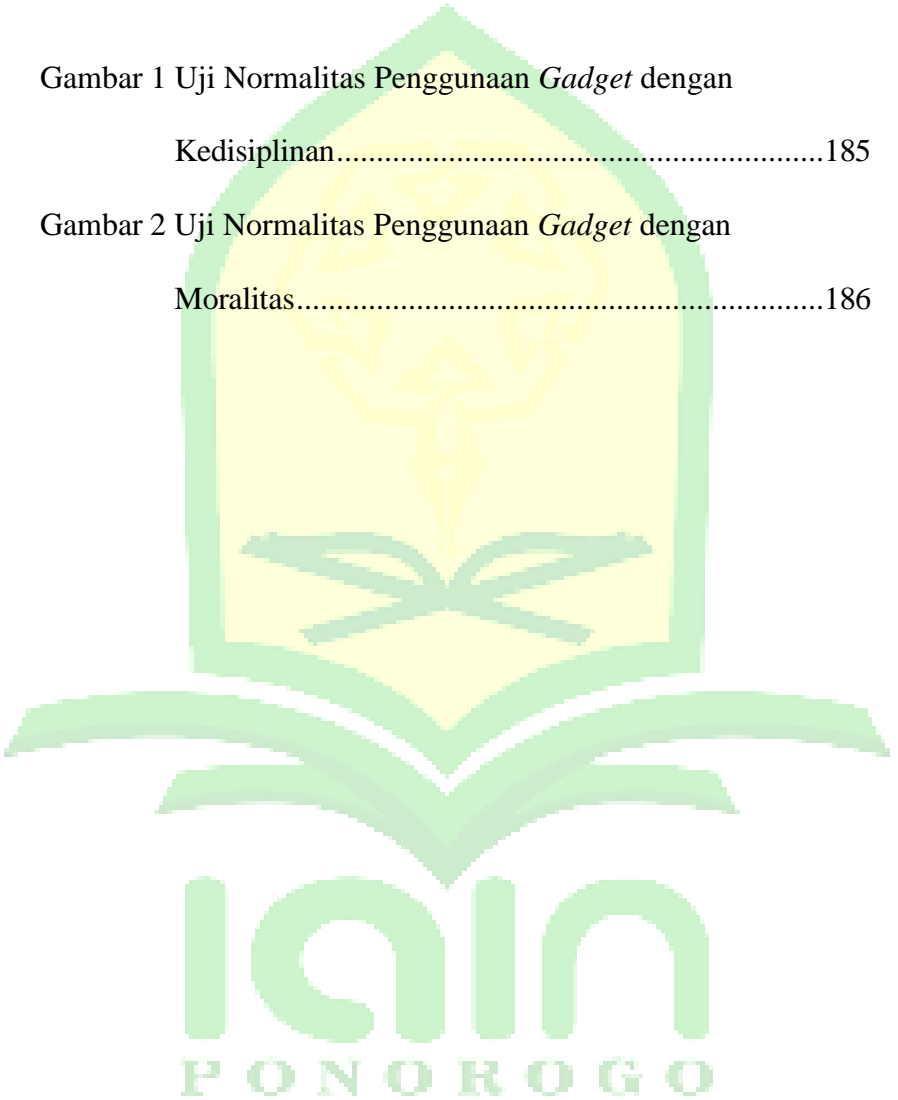 Gambar 1 Uji Normalitas Penggunaan Gadget dengan
Kedisiplinan............................................................185
Gambar 2 Uji Normalitas Penggunaan Gadget dengan
Moralitas.................................................................186
IAIN
PONOROGO